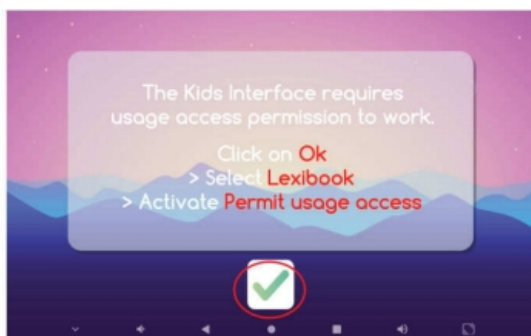 The Kids Interface requires
usage access permission to work.
Click on Ok
> Select Lexibook
> Activate Permit usage access